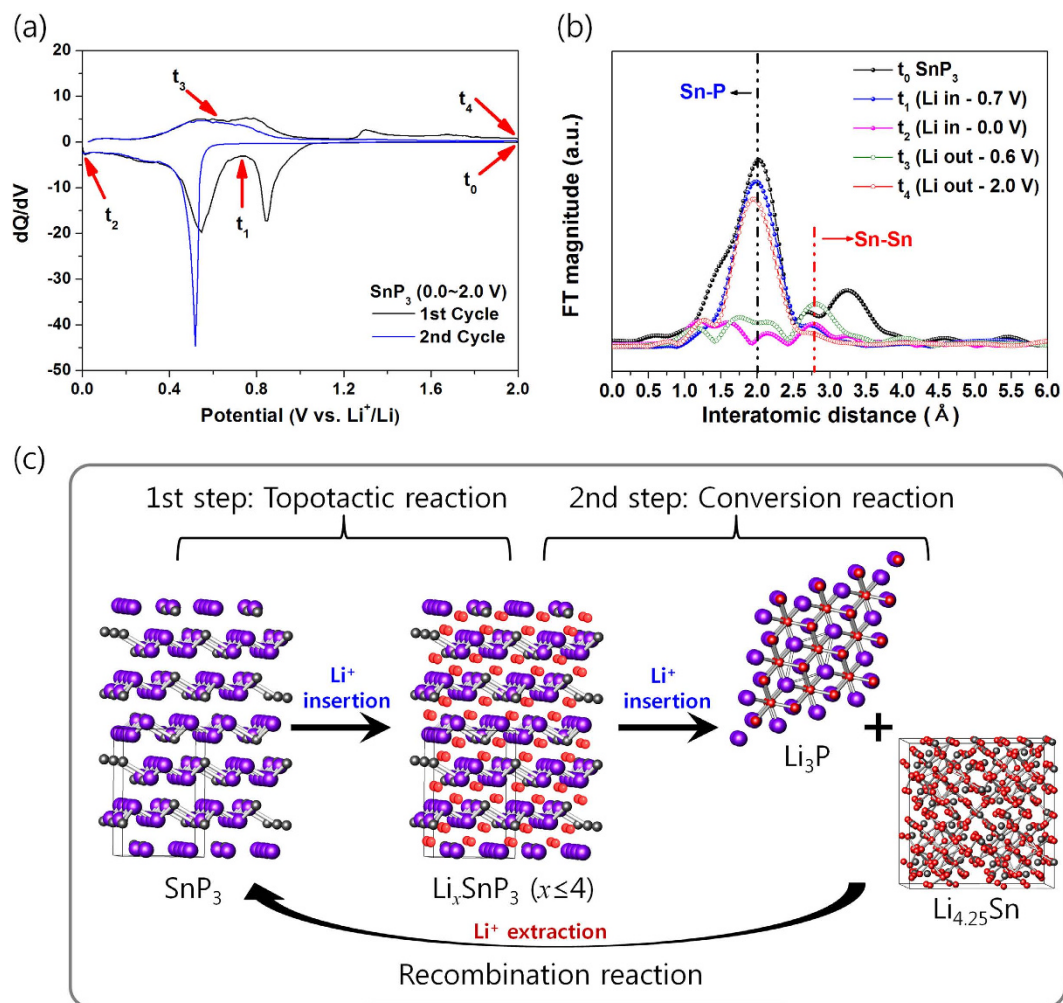 (a)
20
10
0
-10
-20
-30
-40
-50
dQ/dV
t₃
t₄
t₀
t₁
t₂
SnP₃ (0.0~2.0 V)
1st Cycle
2nd Cycle
0.0 0.4 0.8 1.2 1.6 2.0
Potential (V vs. Li⁺/Li)
(b)
FT magnitude (a.u.)
Sn-P
t₀ SnP₃
t₁ (Li in - 0.7 V)
t₂ (Li in - 0.0 V)
t₃ (Li out - 0.6 V)
t₄ (Li out - 2.0 V)
Sn-Sn
0.0 0.5 1.0 1.5 2.0 2.5 3.0 3.5 4.0 4.5 5.0 5.5 6.0
Interatomic distance (Å)
(c)
1st step: Topotactic reaction
2nd step: Conversion reaction
Li⁺
insertion
Li⁺
insertion
Li₃P
+
SnP₃
LiₓSnP₃ (x≤4)
Li₄.₂₅Sn
Li⁺ extraction
Recombination reaction